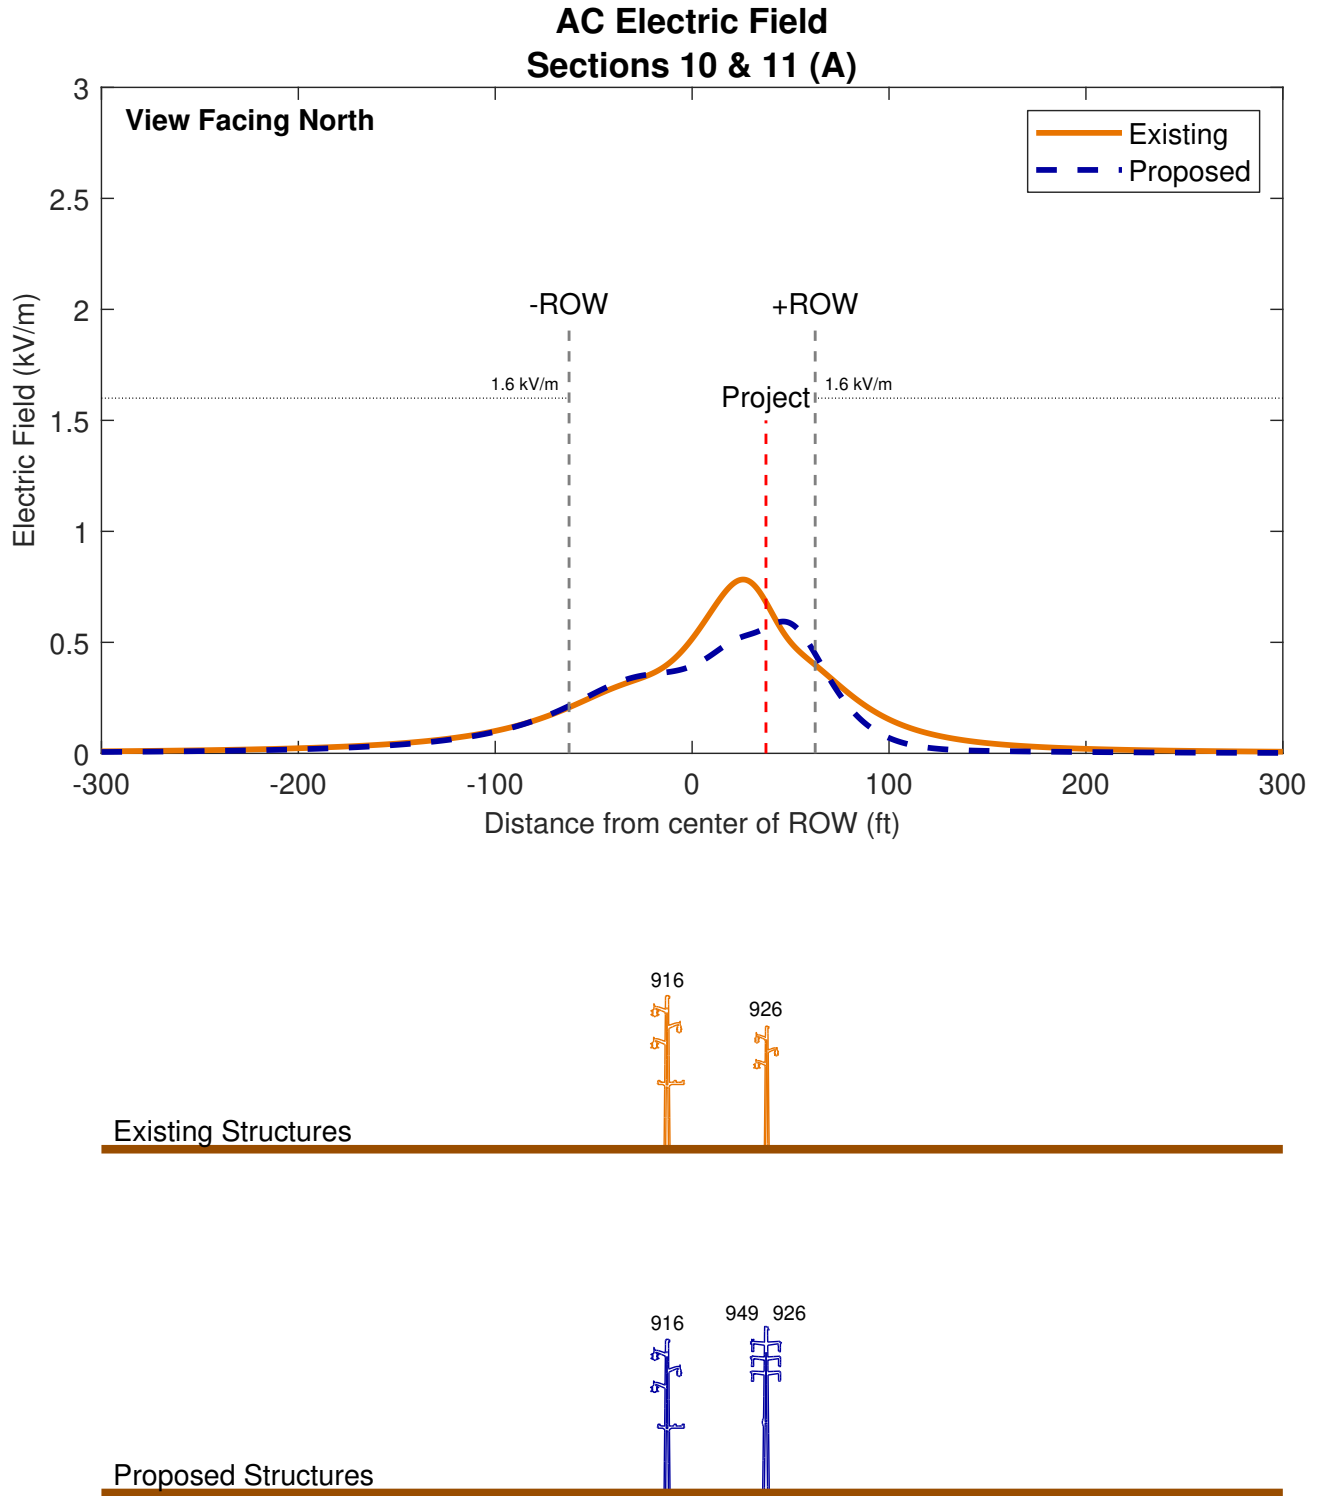 AC Electric Field
Sections 10 & 11 (A)
View Facing North
Existing
Proposed
3
2.5
2
1.5
1
0.5
0
Electric Field (kV/m)
-ROW
+ROW
1.6 kV/m
1.6 kV/m
Project
-300
-200
-100
0
100
200
300
Distance from center of ROW (ft)
916
926
Existing Structures
916
949 926
Proposed Structures